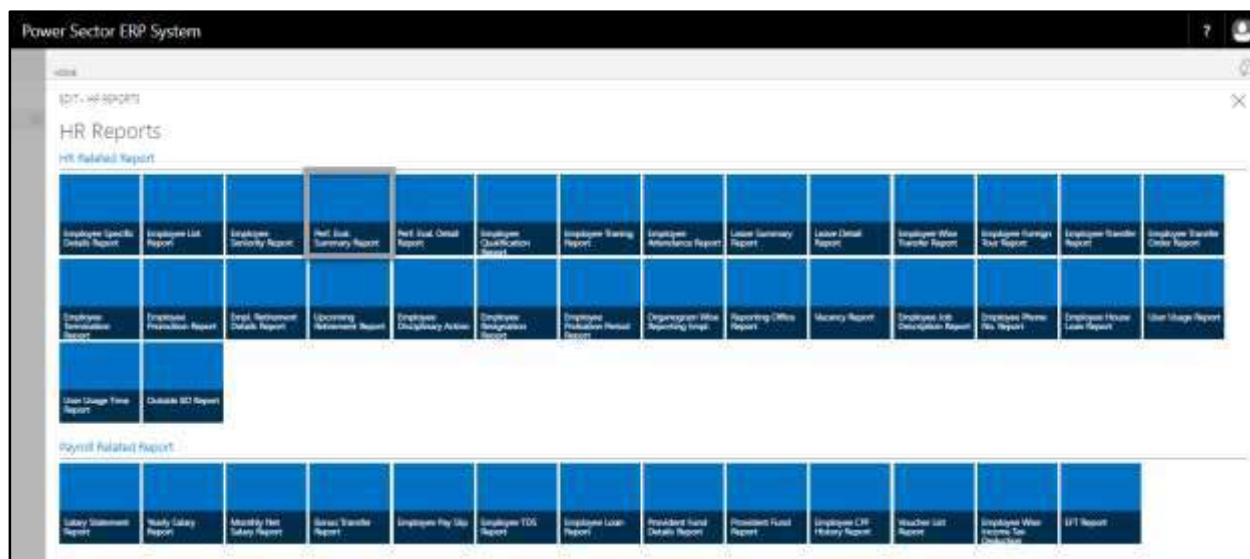 Power Sector ERP System
?
HOME
EDIT - HR REPORTS
HR Reports
HR Related Report
Employee Specific
Details Report
Employee List
Report
Employee
Seniority Report
Perf. Eval.
Summary Report
Perf. Eval. Detail
Report
Employee
Qualification
Report
Employee Traning
Report
Employee
Attendance Report
Leave Summary
Report
Leave Detail
Report
Employee Wise
Transfer Report
Employee Foreign
Tour Report
Employee Transfer
Report
Employee Transfer
Order Report
Employee
Termination
Report
Employee
Promotion Report
Empl. Retirement
Details Report
Upcoming
Retirement Report
Employee
Disciplinary Action
Employee
Resignation
Report
Employee
Probation Period
Report
Organogram Wise
Reporting Empl.
Reporting Office
Report
Vacancy Report
Employee Job
Description Report
Employee Phone
No. Report
Employee House
Loan Report
User Usage Report
User Usage Time
Report
Outside BD Report
Payroll Related Report
Salary Statement
Report
Yearly Salary
Report
Monthly Net
Salary Report
Bonus Transfer
Report
Employee Pay Slip
Employee TDS
Report
Employee Loan
Report
Provident Fund
Details Report
Provident Fund
Report
Employee CPF
History Report
Voucher List
Report
Employee Wise
Income Tax
Deduction
EFT Report